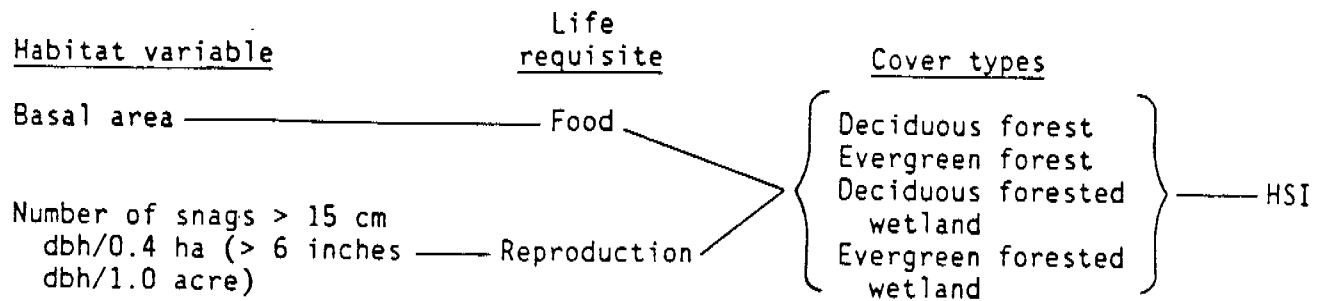 Life
Habitat variable requisite Cover types
Basal area Food
Deciduous forest
Evergreen forest
Deciduous forested
wetland
Evergreen forested
wetland
HSI
Number of snags > 15 cm
dbh/0.4 ha (> 6 inches
dbh/1.0 acre)
Reproduction